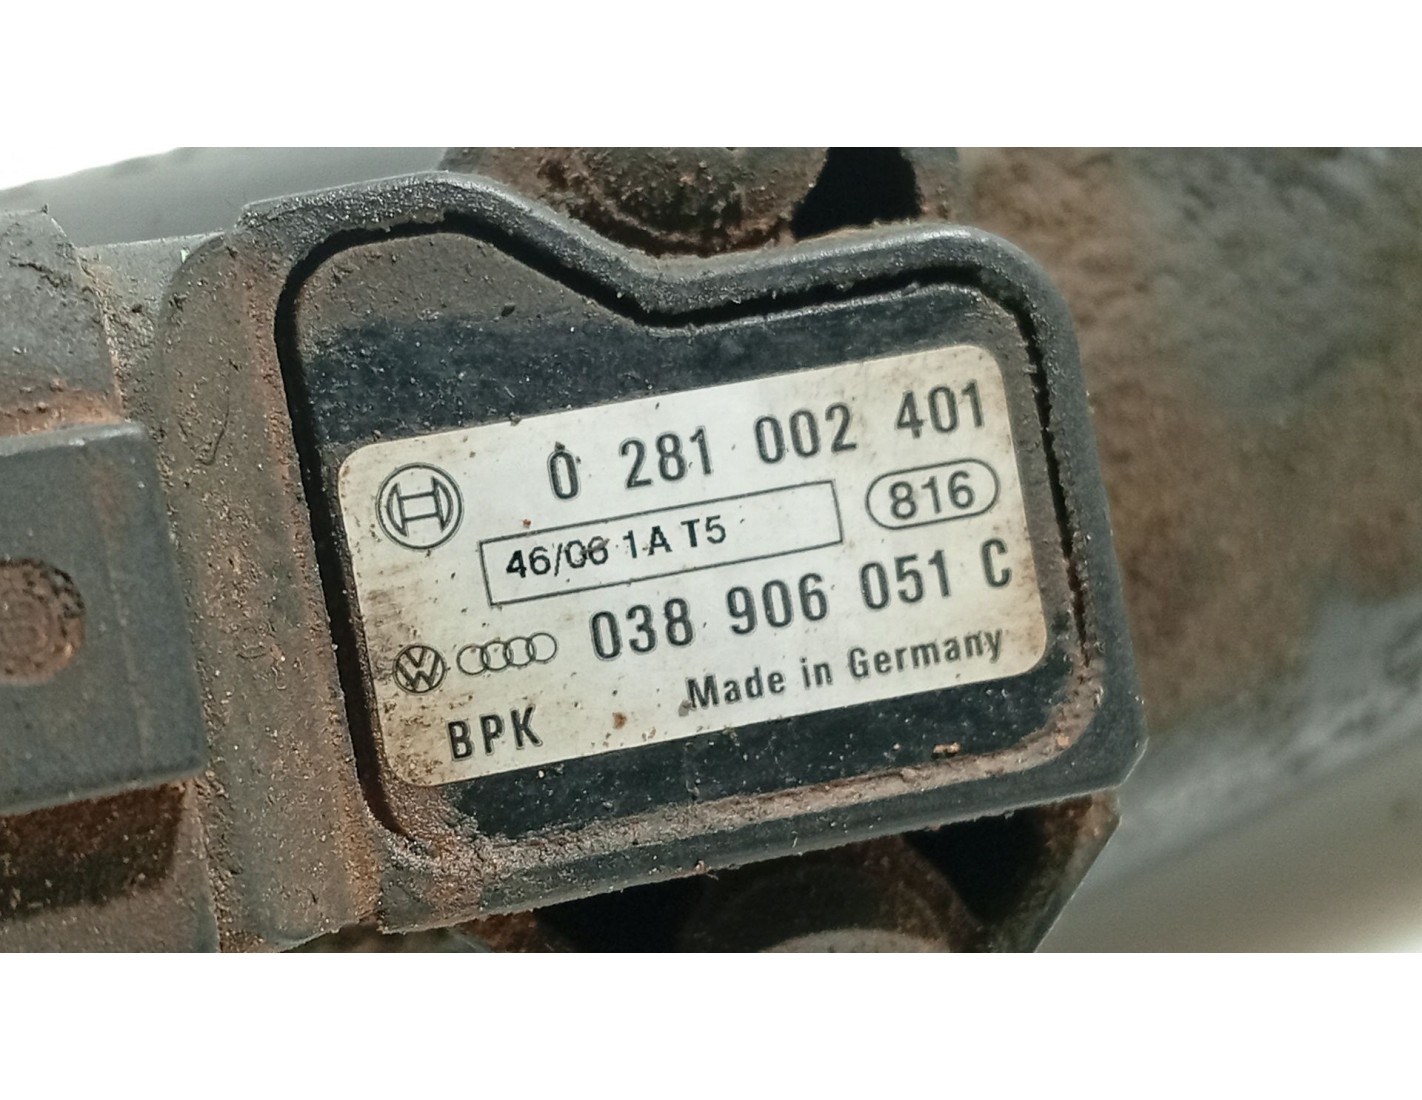 0 281 002 401
46/06 1A T5
816
038 906 051 C
Made in Germany
BPK